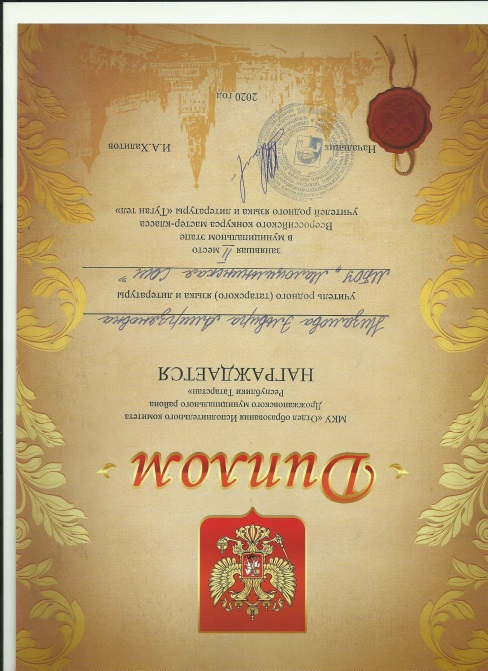 Диплом
МКУ «Отдел образования Исполнительного комитета
Дрожжановского муниципального района
Республики Татарстан»
НАГРАЖДАЕТСЯ
Низамова Эльвира
учитель родного (татарского) языка и литературы
МБОУ „Малоцильнинская СОШ"
занявшая II место
в муниципальном этапе
Всероссийского конкурса мастер-класса
учителей родного языка и литературы «Туган тел»
Начальник И.А.Халитов
2020 год